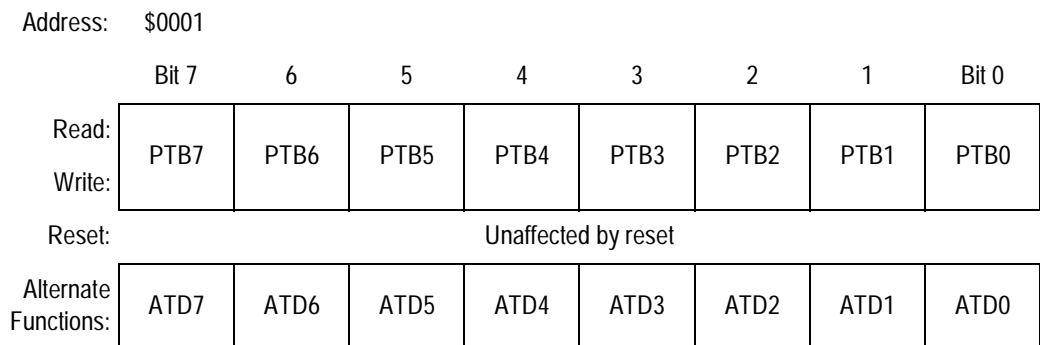 Address: $0001
Bit 7 6 5 4 3 2 1 Bit 0
Read:
PTB7 PTB6 PTB5 PTB4 PTB3 PTB2 PTB1 PTB0
Write:
Reset: Unaffected by reset
Alternate
Functions:
ATD7 ATD6 ATD5 ATD4 ATD3 ATD2 ATD1 ATD0